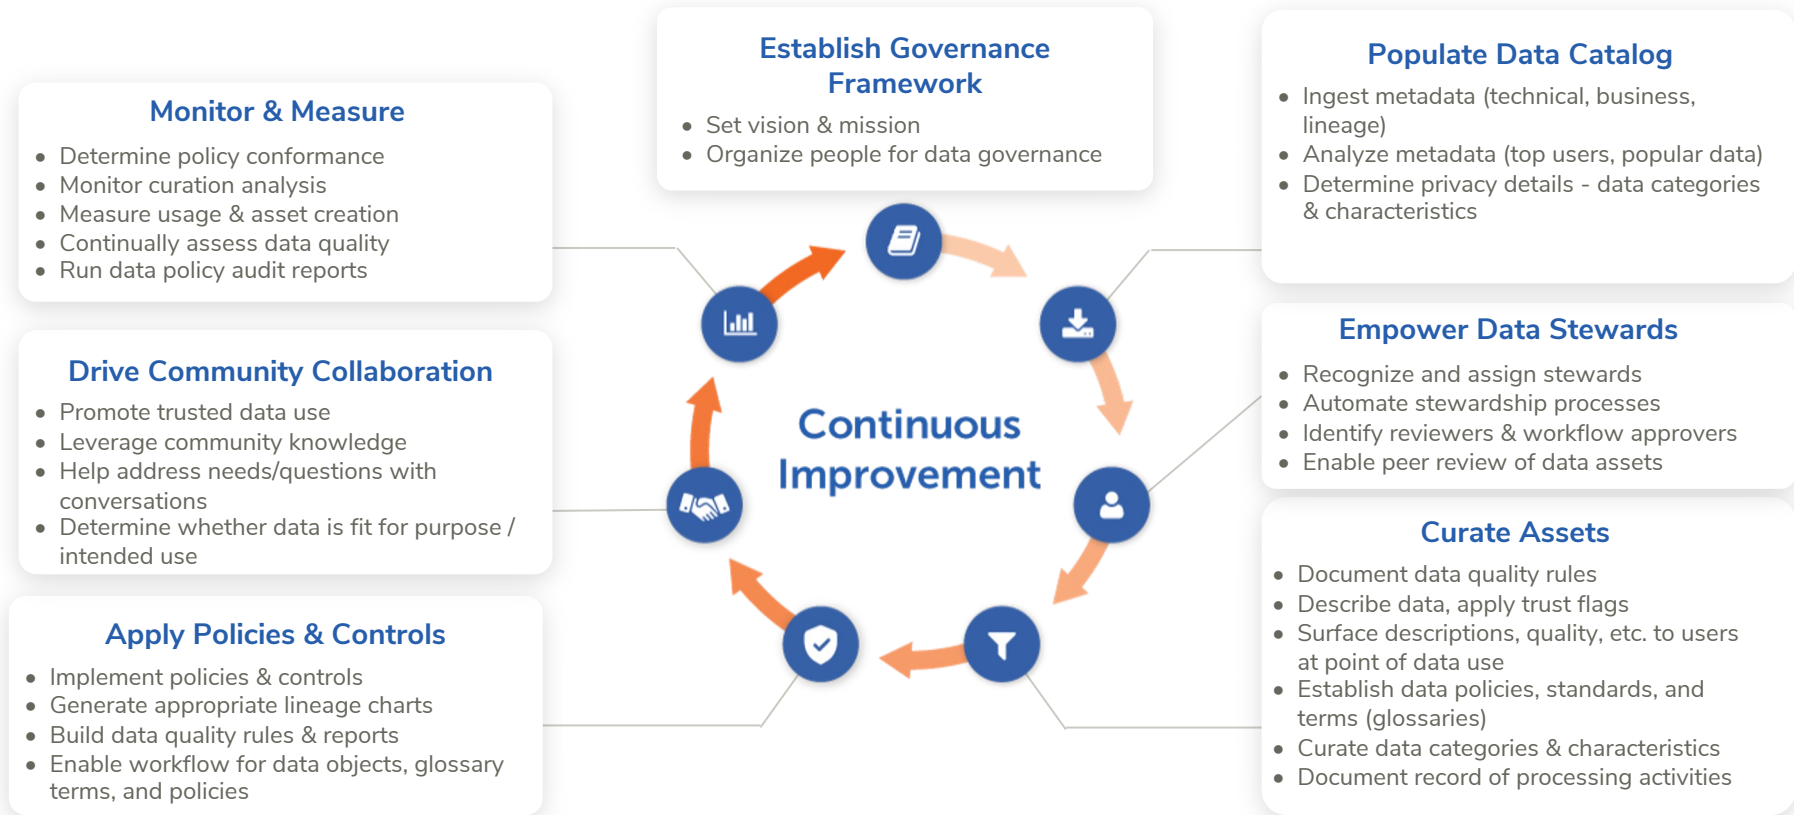 Establish Governance
Framework
• Set vision & mission
• Organize people for data governance
Populate Data Catalog
• Ingest metadata (technical, business,
lineage)
• Analyze metadata (top users, popular data)
• Determine privacy details - data categories
& characteristics
Empower Data Stewards
• Recognize and assign stewards
• Automate stewardship processes
• Identify reviewers & workflow approvers
• Enable peer review of data assets
Curate Assets
• Document data quality rules
• Describe data, apply trust flags
• Surface descriptions, quality, etc. to users
at point of data use
• Establish data policies, standards, and
terms (glossaries)
• Curate data categories & characteristics
• Document record of processing activities
Apply Policies & Controls
• Implement policies & controls
• Generate appropriate lineage charts
• Build data quality rules & reports
• Enable workflow for data objects, glossary
terms, and policies
Drive Community Collaboration
• Promote trusted data use
• Leverage community knowledge
• Help address needs/questions with
conversations
• Determine whether data is fit for purpose /
intended use
Monitor & Measure
• Determine policy conformance
• Monitor curation analysis
• Measure usage & asset creation
• Continually assess data quality
• Run data policy audit reports
Continuous
Improvement